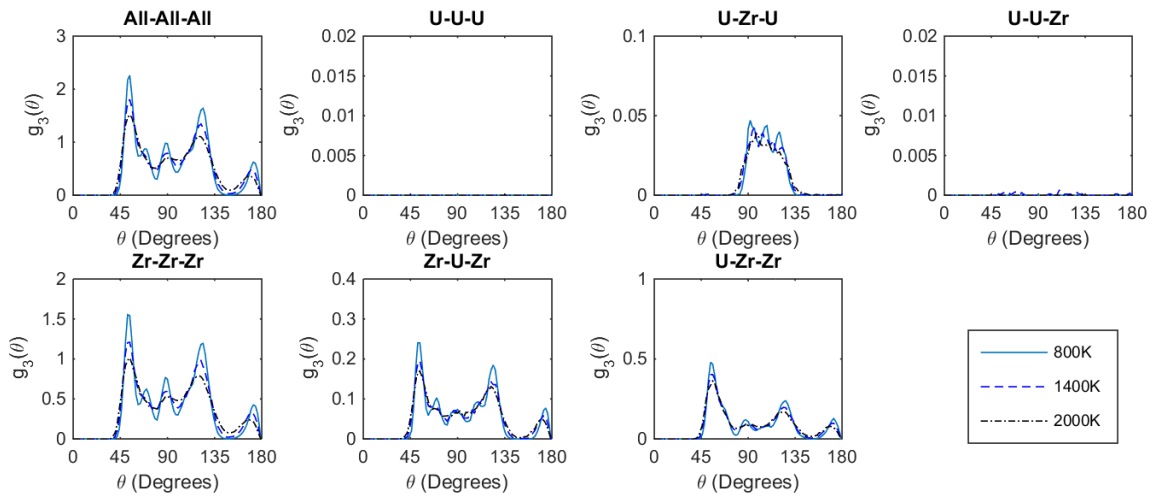 All-All-All
3
2
1
0
g3(θ)
0 45 90 135 180
θ (Degrees)
U-U-U
0.02
0.015
0.01
0.005
0
g3(θ)
0 45 90 135 180
θ (Degrees)
U-Zr-U
0.1
0.05
0
g3(θ)
0 45 90 135 180
θ (Degrees)
U-U-Zr
0.02
0.015
0.01
0.005
0
g3(θ)
0 45 90 135 180
θ (Degrees)
Zr-Zr-Zr
2
1.5
1
0.5
0
g3(θ)
0 45 90 135 180
θ (Degrees)
Zr-U-Zr
0.4
0.3
0.2
0.1
0
g3(θ)
0 45 90 135 180
θ (Degrees)
U-Zr-Zr
1
0.5
0
g3(θ)
0 45 90 135 180
θ (Degrees)
800K
1400K
2000K